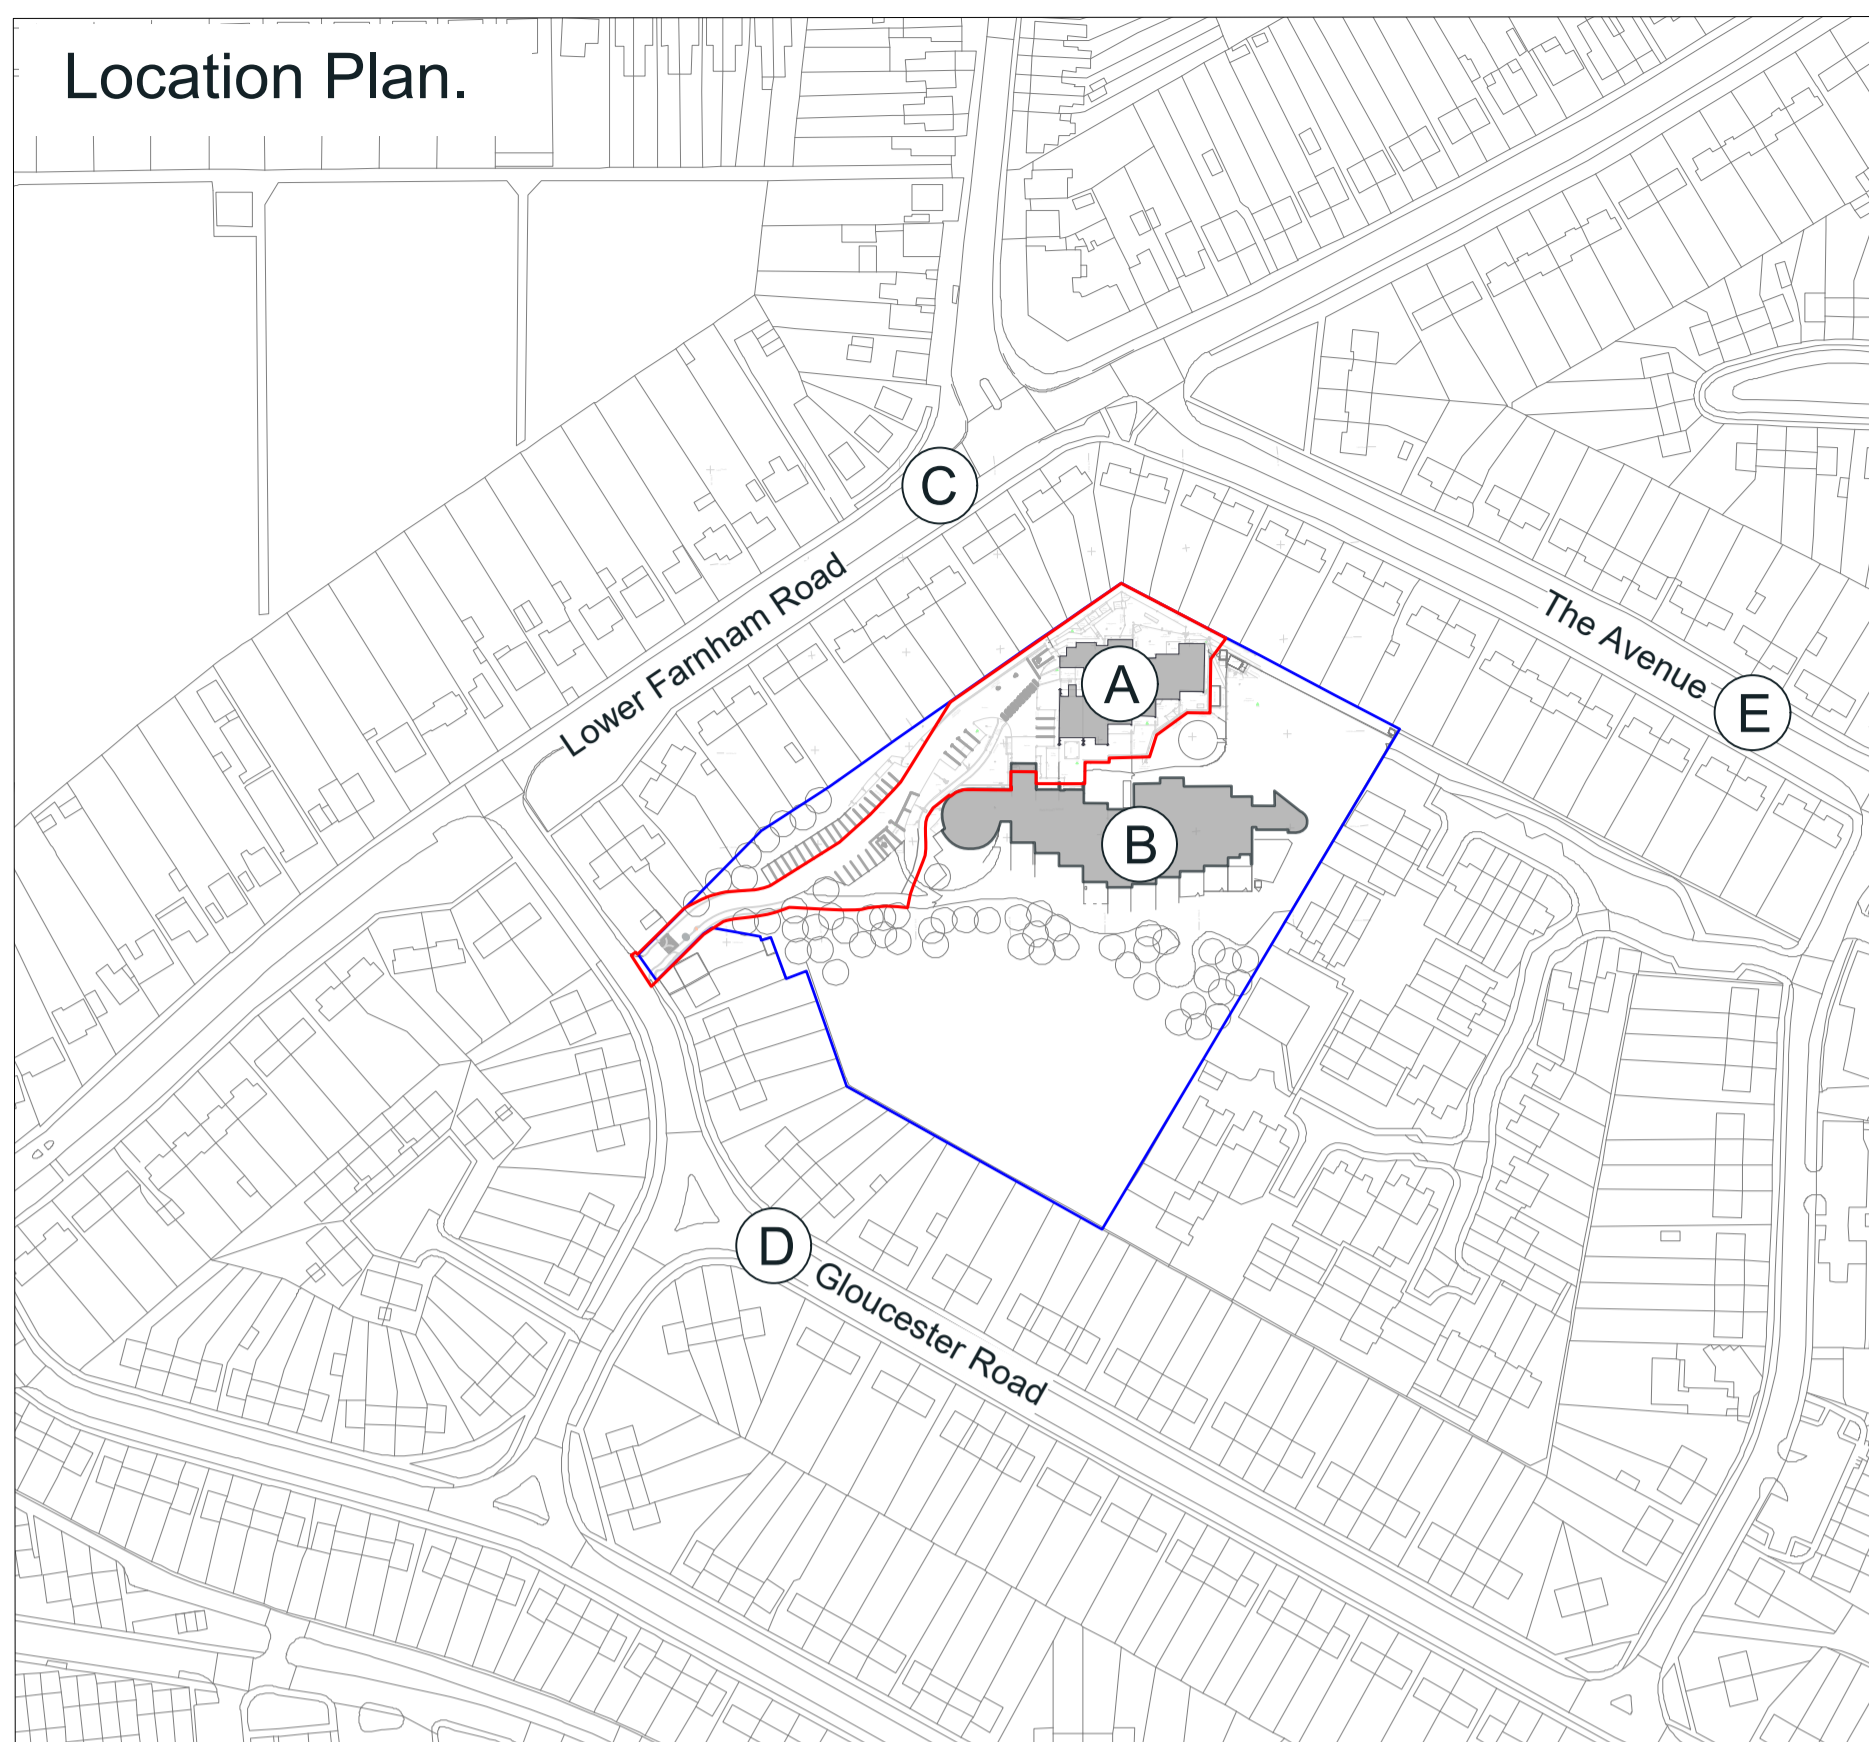 Location Plan.
C
Lower Farnham Road
The Avenue
A
E
B
D
Gloucester Road